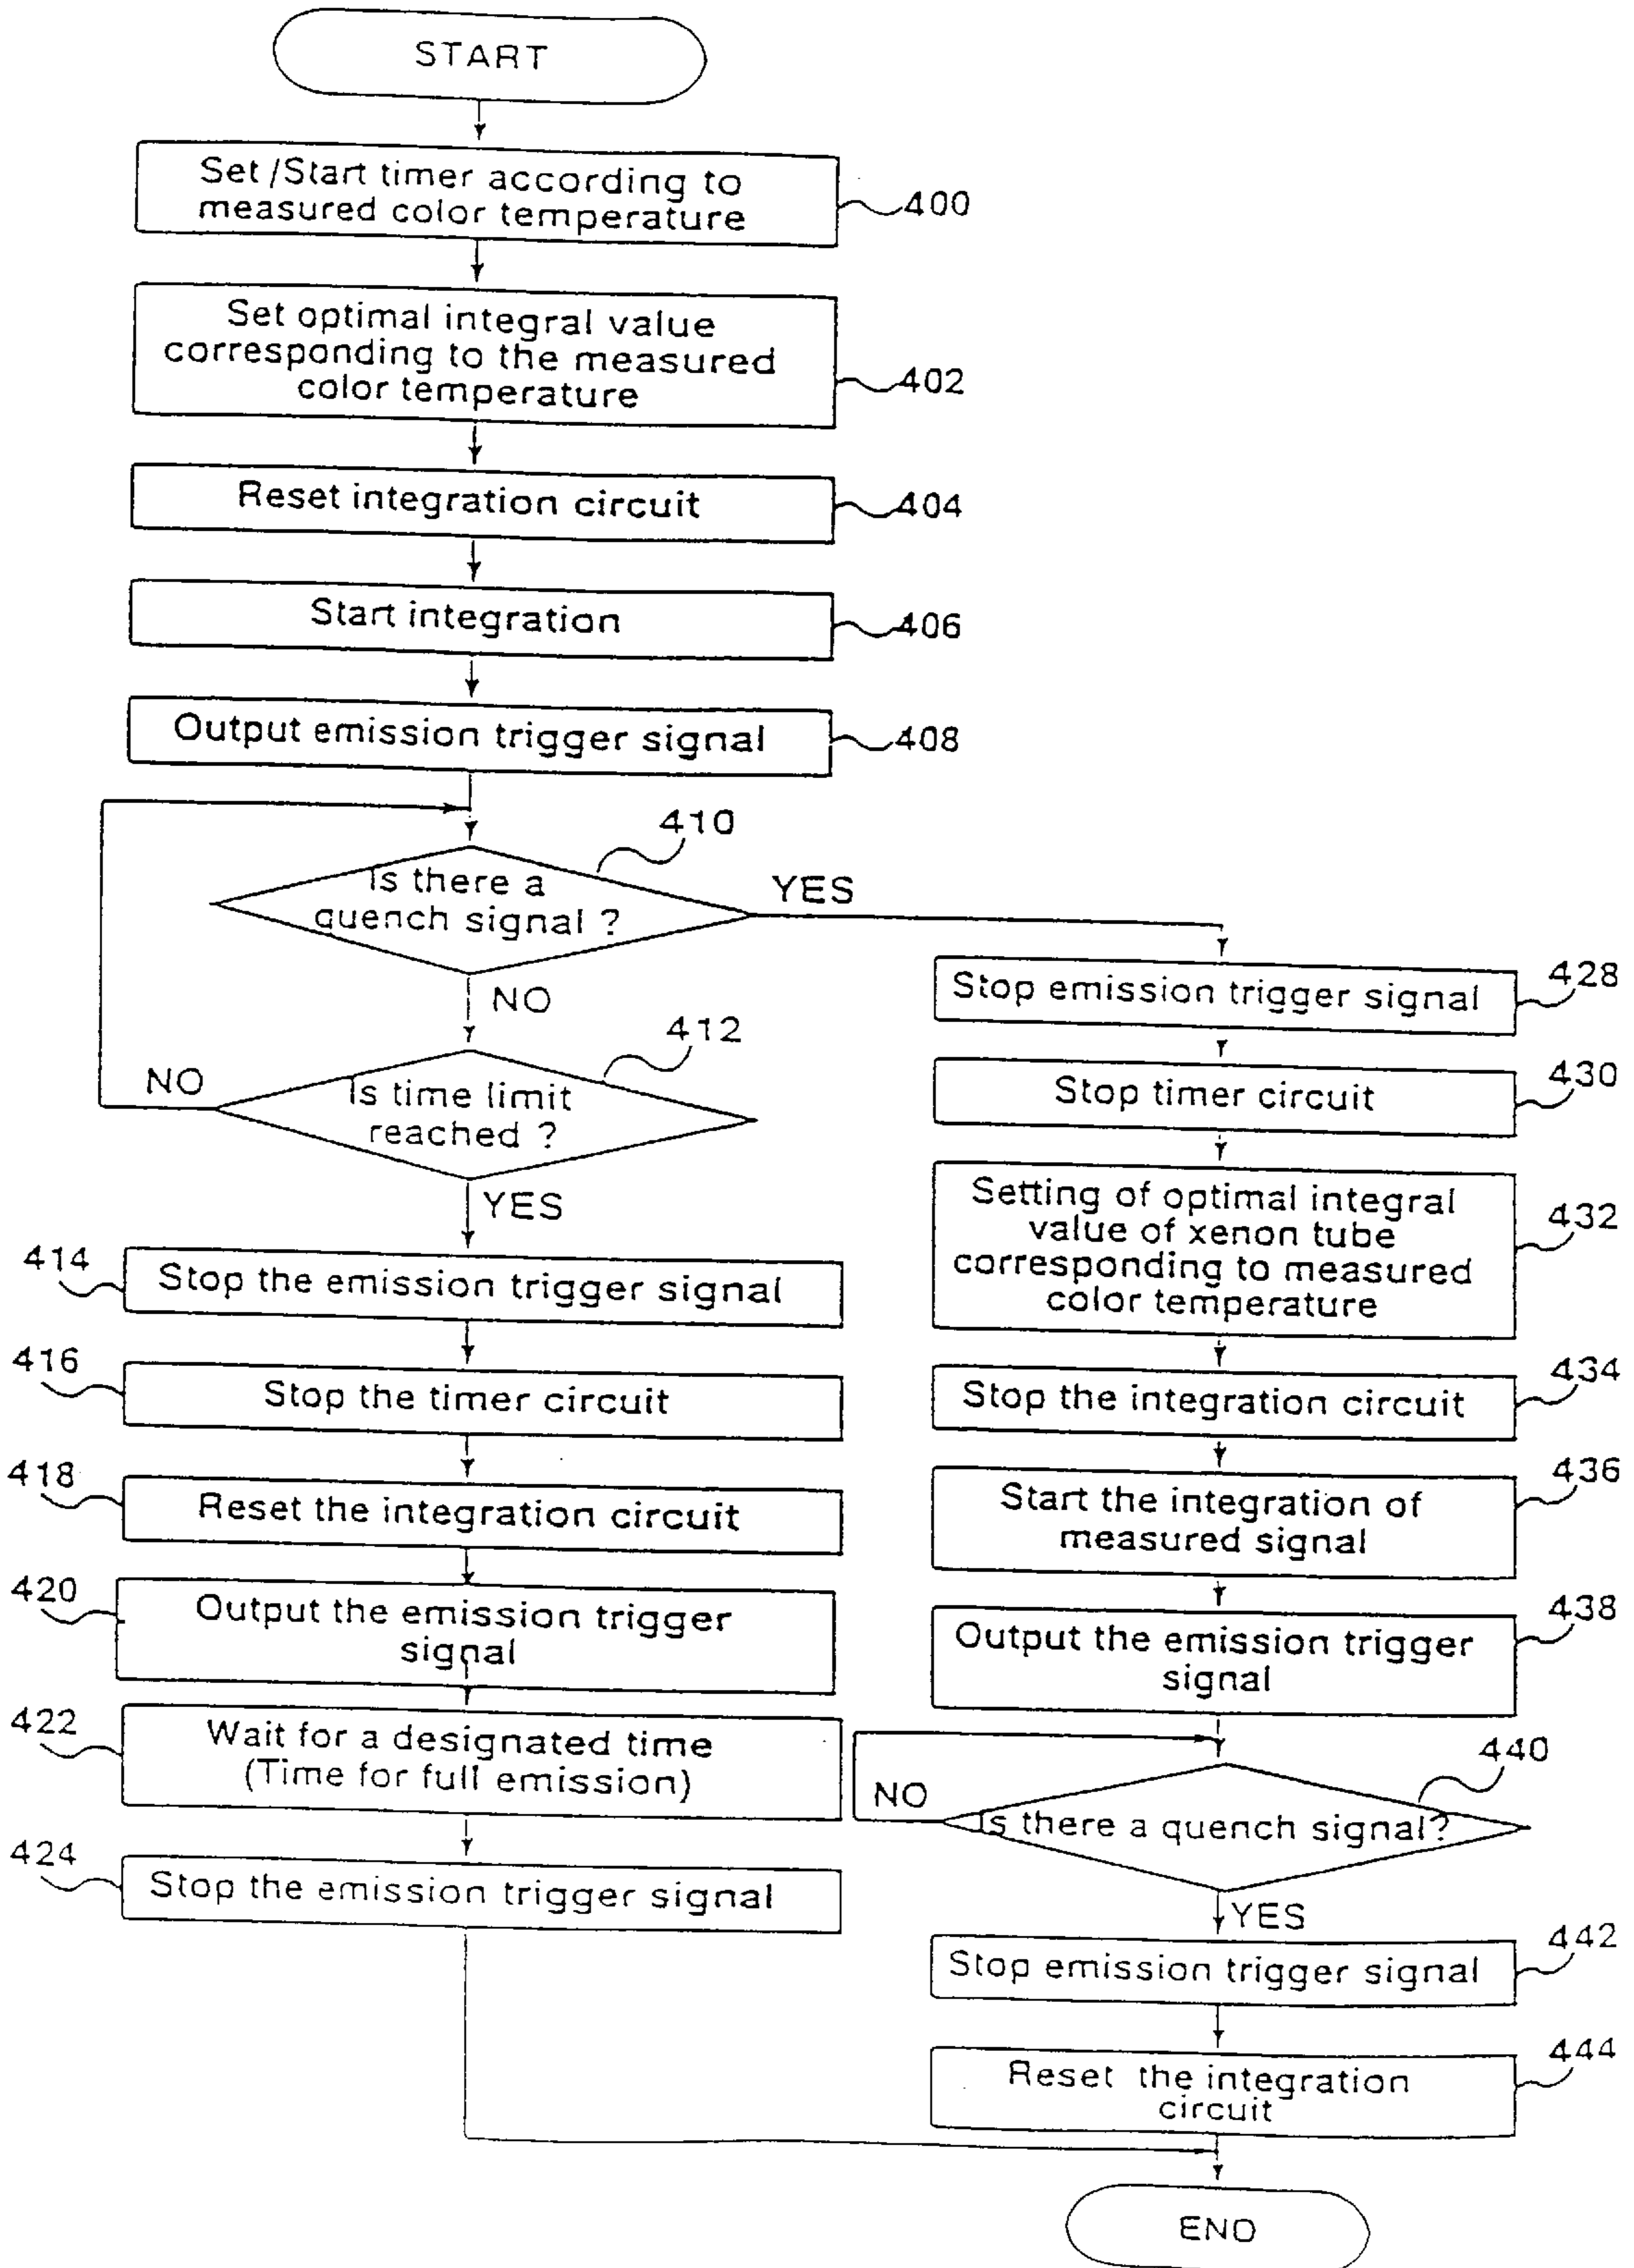 START
Set /Start timer according to
measured color temperature
400
Set optimal integral value
corresponding to the measured
color temperature
402
Reset integration circuit
404
Start integration
406
Output emission trigger signal
408
410
Is there a
quench signal ?
YES
NO
412
Is time limit
reached ?
NO
YES
414
Stop the emission trigger signal
416
Stop the timer circuit
418
Reset the integration circuit
420
Output the emission trigger
signal
422
Wait for a designated time
(Time for full emission)
424
Stop the emission trigger signal
428
Stop emission trigger signal
430
Stop timer circuit
432
Setting of optimal integral
value of xenon tube
corresponding to measured
color temperature
434
Stop the integration circuit
436
Start the integration of
measured signal
438
Output the emission trigger
signal
440
NO
Is there a quench signal?
YES
442
Stop emission trigger signal
444
Reset the integration
circuit
END